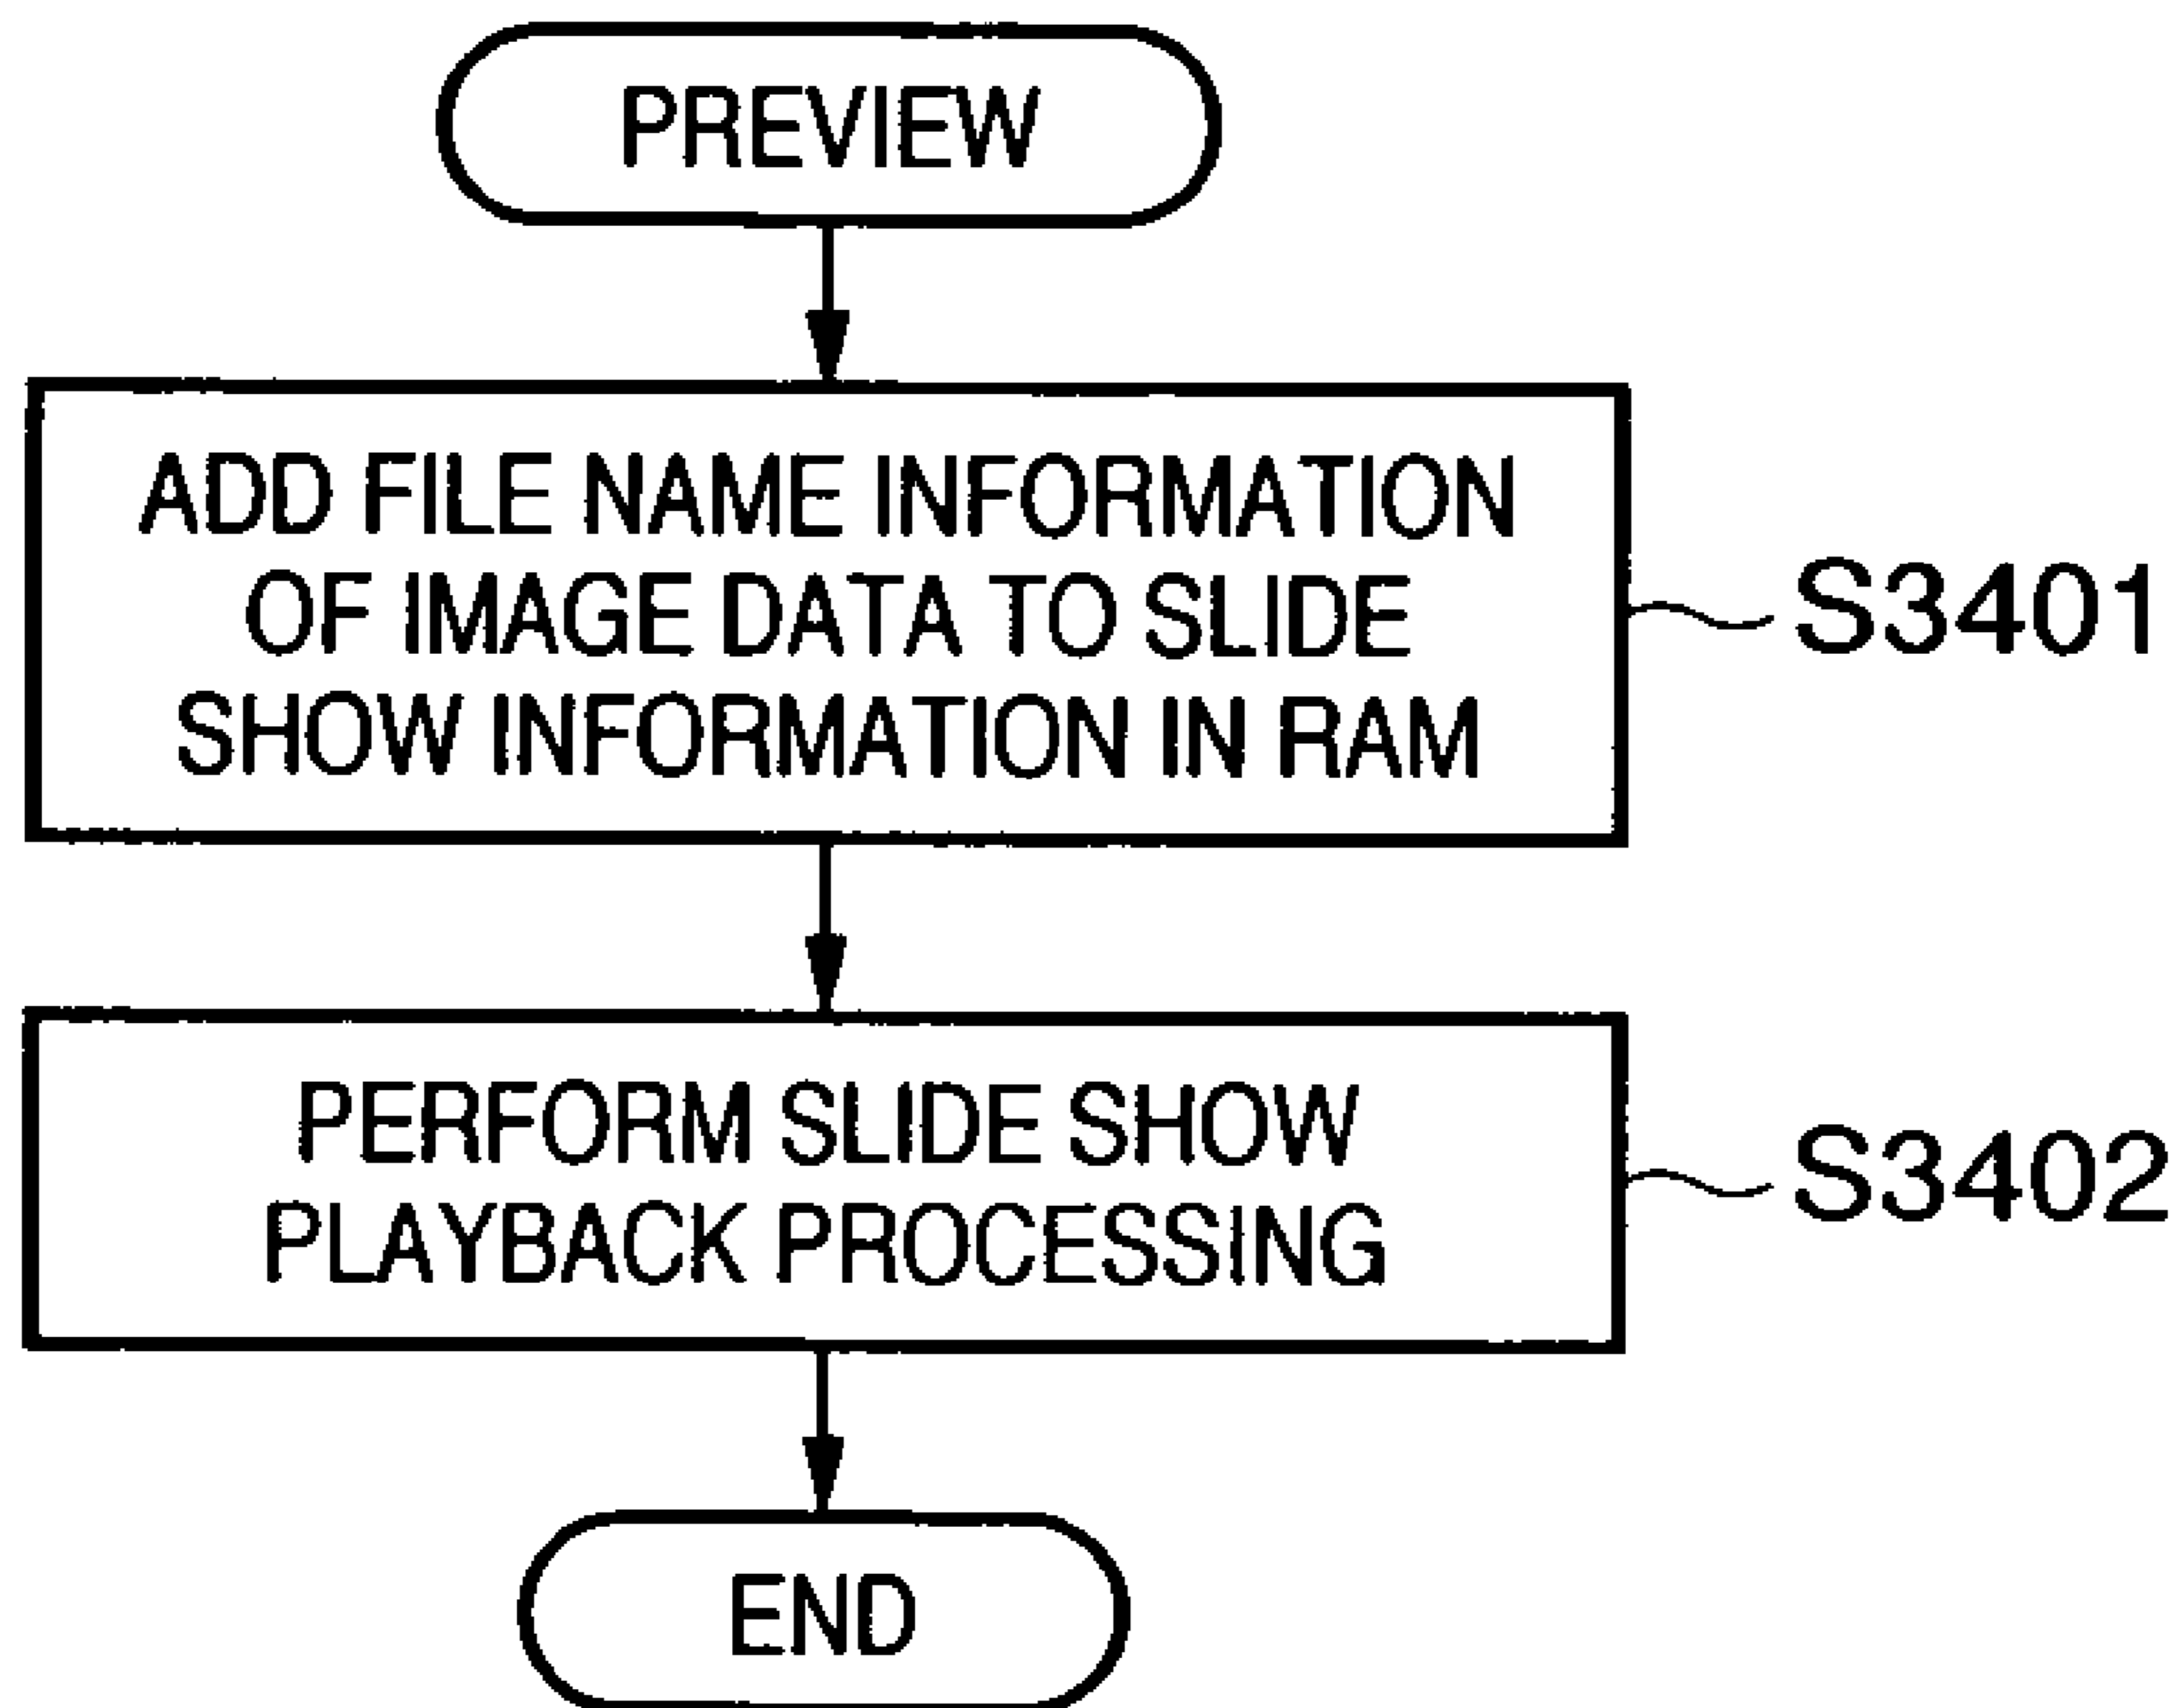 PREVIEW
ADD FILE NAME INFORMATION
OF IMAGE DATA TO SLIDE
SHOW INFORMATION IN RAM
S3401
PERFORM SLIDE SHOW
PLAYBACK PROCESSING
S3402
END